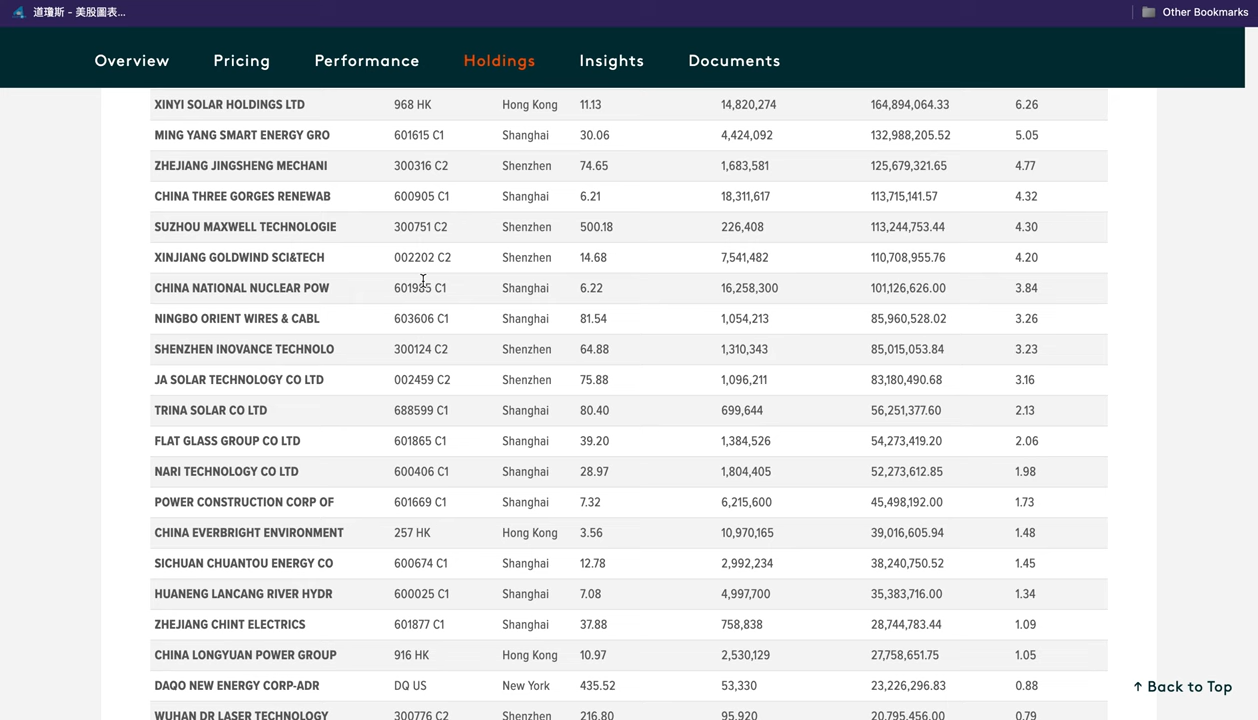 道瓊斯 - 美股圖表...
Other Bookmarks
Overview Pricing Performance Holdings Insights Documents
XINYI SOLAR HOLDINGS LTD 968 HK Hong Kong 11.13 14,820,274 164,894,064.33 6.26
MING YANG SMART ENERGY GRO 601615 C1 Shanghai 30.06 4,424,092 132,988,205.52 5.05
ZHEJIANG JINGSHENG MECHANI 300316 C2 Shenzhen 74.65 1,683,581 125,679,321.65 4.77
CHINA THREE GORGES RENEWAB 600905 C1 Shanghai 6.21 18,311,617 113,715,141.57 4.32
SUZHOU MAXWELL TECHNOLOGIE 300751 C2 Shenzhen 500.18 226,408 113,244,753.44 4.30
XINJIANG GOLDWIND SCI&TECH 002202 C2 Shenzhen 14.68 7,541,482 110,708,955.76 4.20
CHINA NATIONAL NUCLEAR POW 601985 C1 Shanghai 6.22 16,258,300 101,126,626.00 3.84
NINGBO ORIENT WIRES & CABL 603606 C1 Shanghai 81.54 1,054,213 85,960,528.02 3.26
SHENZHEN INOVANCE TECHNOLO 300124 C2 Shenzhen 64.88 1,310,343 85,015,053.84 3.23
JA SOLAR TECHNOLOGY CO LTD 002459 C2 Shenzhen 75.88 1,096,211 83,180,490.68 3.16
TRINA SOLAR CO LTD 688599 C1 Shanghai 80.40 699,644 56,251,377.60 2.13
FLAT GLASS GROUP CO LTD 601865 C1 Shanghai 39.20 1,384,526 54,273,419.20 2.06
NARI TECHNOLOGY CO LTD 600406 C1 Shanghai 28.97 1,804,405 52,273,612.85 1.98
POWER CONSTRUCTION CORP OF 601669 C1 Shanghai 7.32 6,215,600 45,498,192.00 1.73
CHINA EVERBRIGHT ENVIRONMENT 257 HK Hong Kong 3.56 10,970,165 39,016,605.94 1.48
SICHUAN CHUANTOU ENERGY CO 600674 C1 Shanghai 12.78 2,992,234 38,240,750.52 1.45
HUANENG LANCANG RIVER HYDR 600025 C1 Shanghai 7.08 4,997,700 35,383,716.00 1.34
ZHEJIANG CHINT ELECTRICS 601877 C1 Shanghai 37.88 758,838 28,744,783.44 1.09
CHINA LONGYUAN POWER GROUP 916 HK Hong Kong 10.97 2,530,129 27,758,651.75 1.05
DAQO NEW ENERGY CORP-ADR DQ US New York 435.52 53,330 23,226,296.83 0.88
↑ Back to Top
WUHAN DR LASER TECHNOLOGY 300776 C2 Shenzhen 216.80 95,920 20,795,456.00 0.79